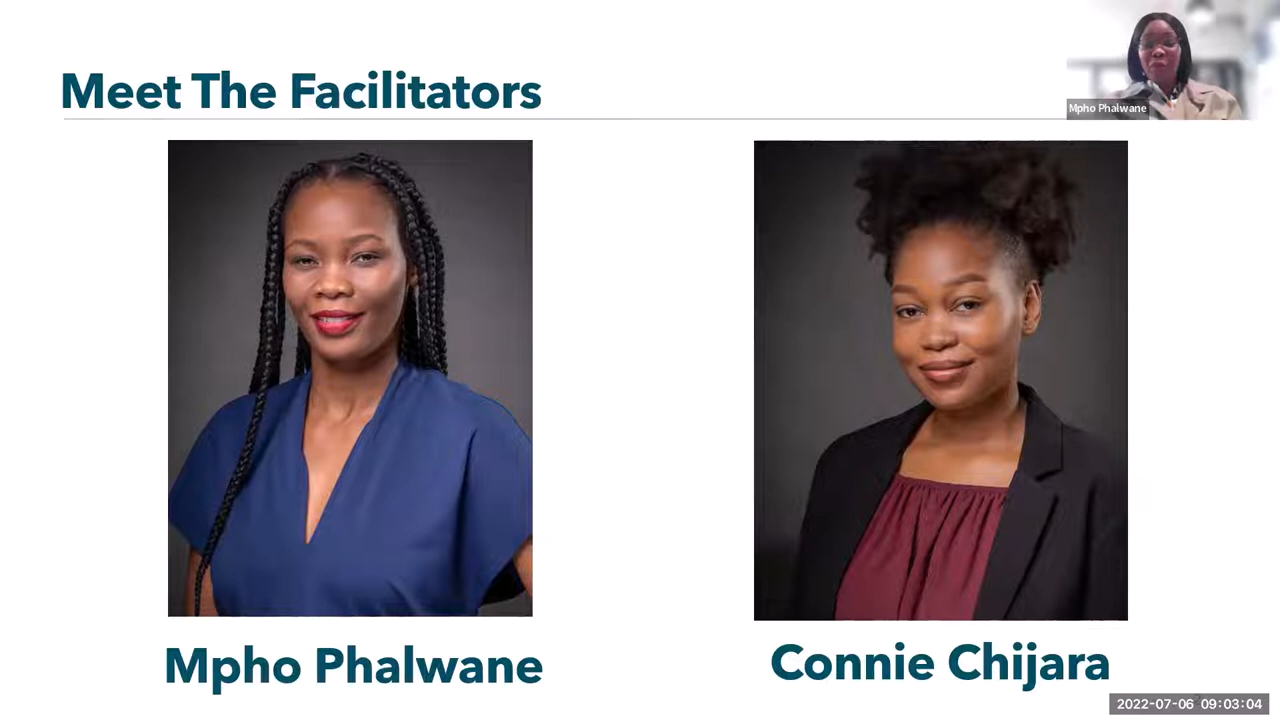 Meet The Facilitators
Mpho Phalwane
Mpho Phalwane
Connie Chijara
2022-07-06 09:03:04